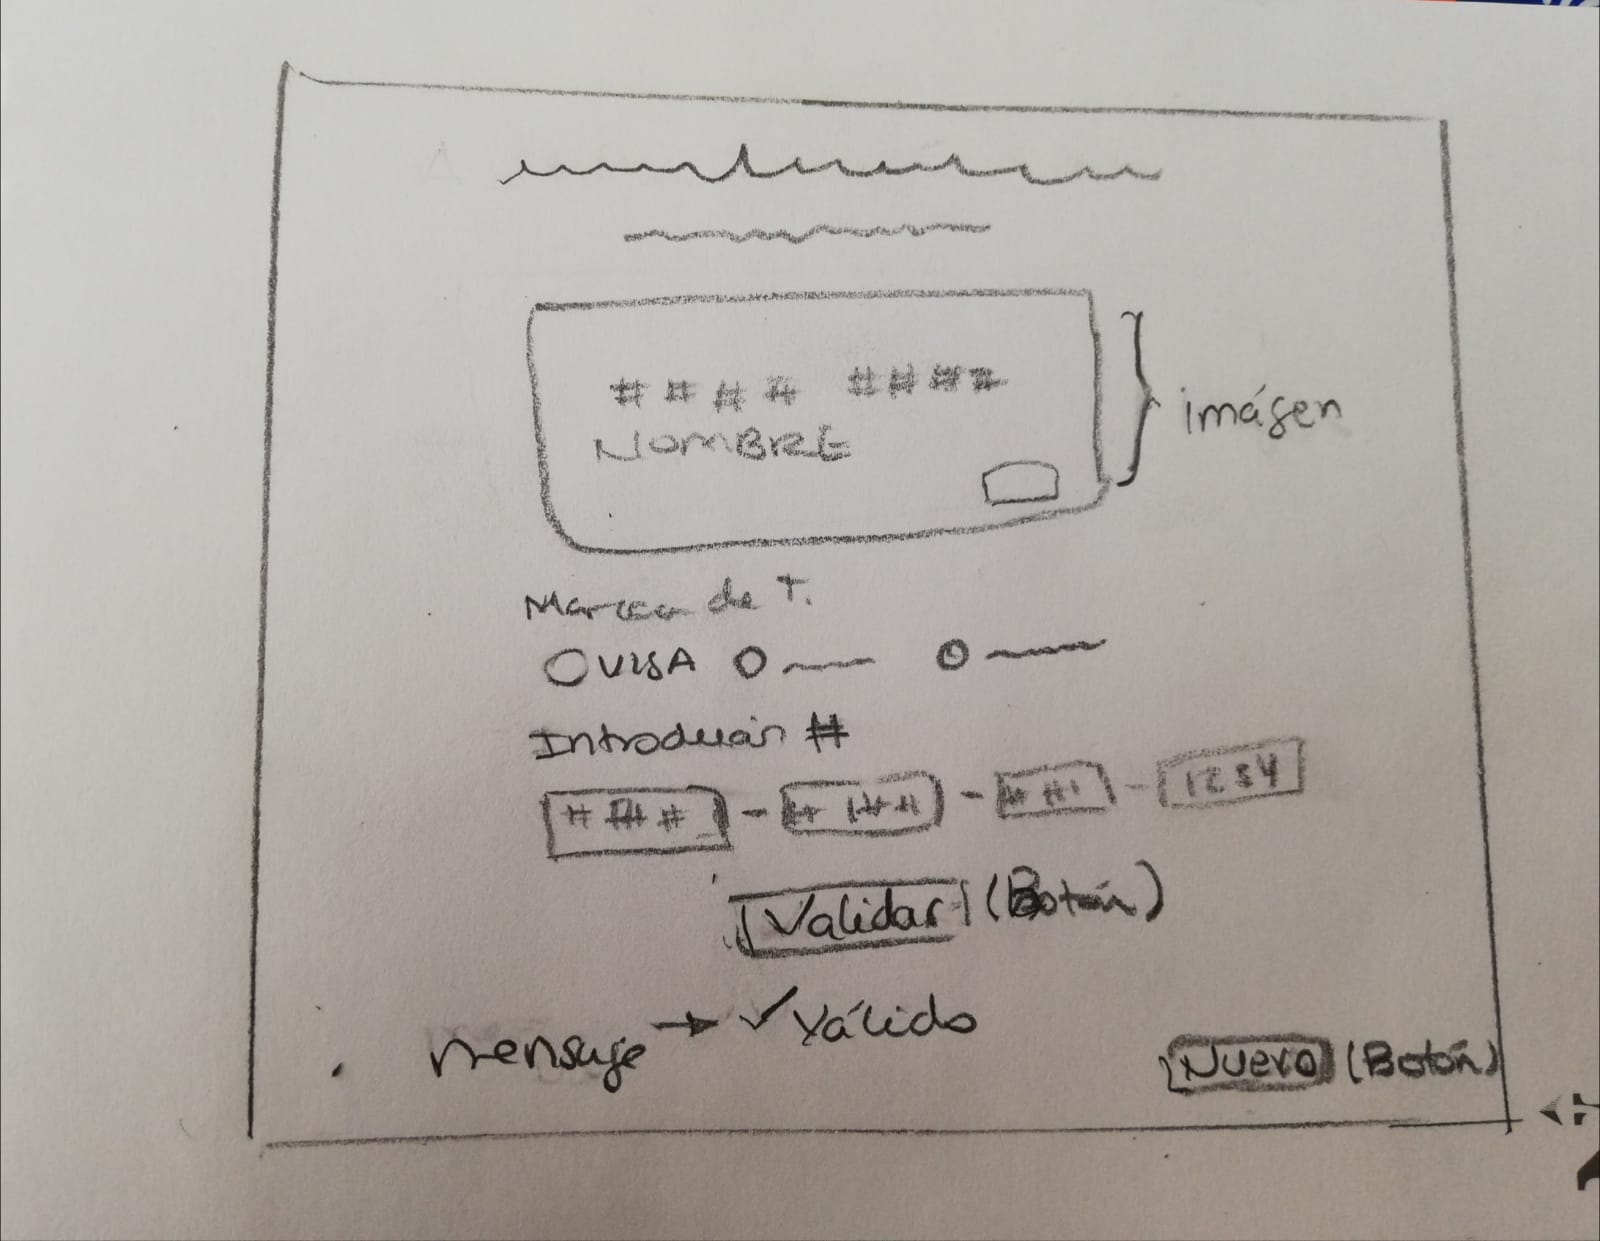 # # # # # # # #
NOMBRE
imágen
Marca de T.
O VISA O O
Introducir #
# # # # - # # # # - # # # - 1234
Validar (Botón)
mensaje → ✓ Válido
Nuevo (Botón)